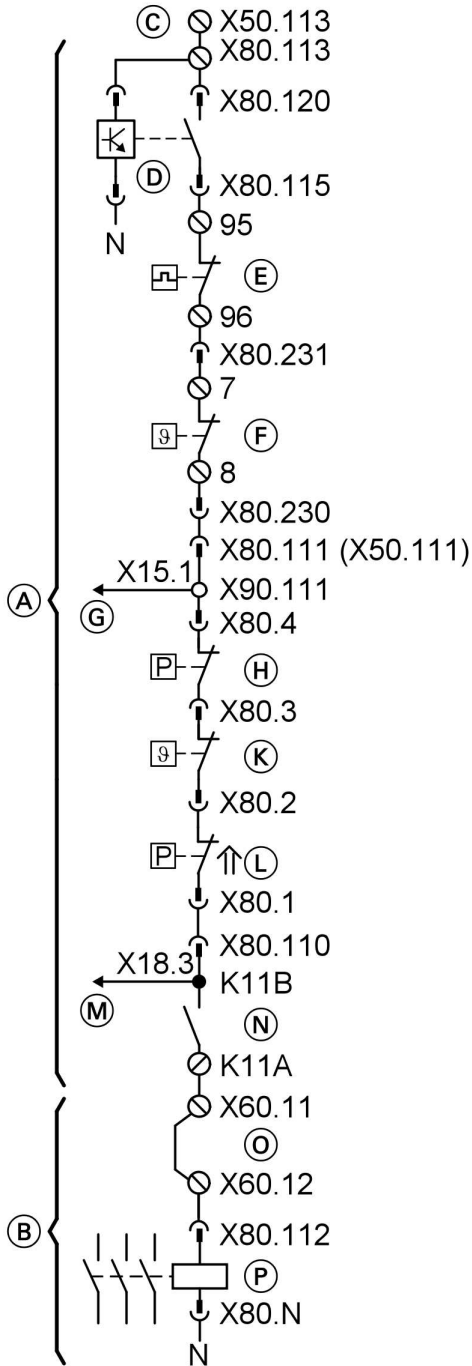 C X50.113
X80.113
X80.120
D X80.115
N 95
E
96
X80.231
7
ϑ F
8
X80.230
X80.111 (X50.111)
X15.1 X90.111
A G
X80.4
P H
X80.3
ϑ K
X80.2
P ⇑ L
X80.1
X80.110
X18.3 K11B
M N
K11A
X60.11
O
X60.12
B X80.112
P
X80.N
N